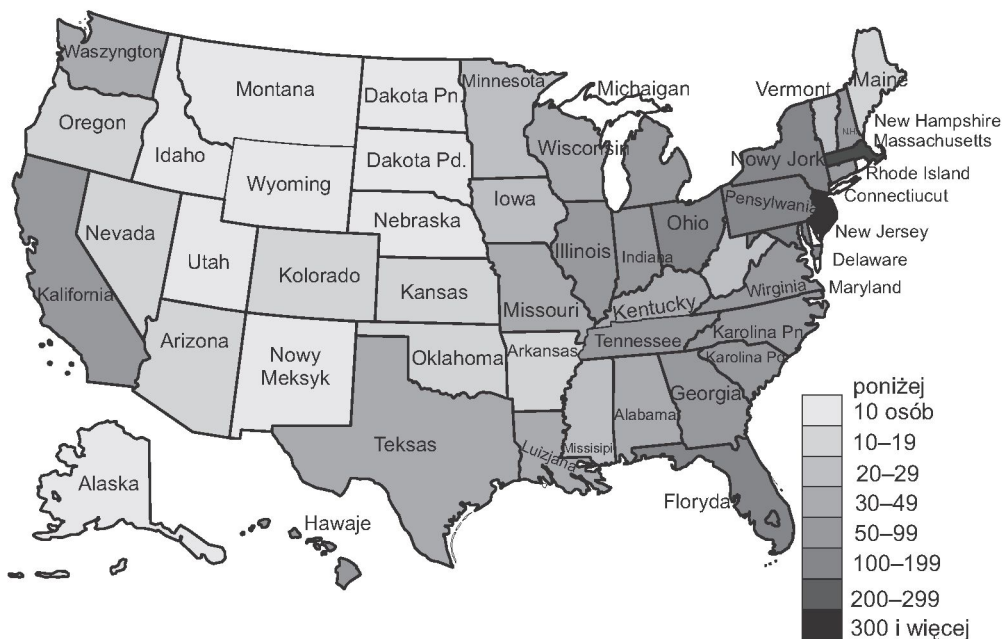 Waszyngton
Montana
Dakota Pn.
Minnesota
Michaigan
Vermont
Maine
Oregon
Idaho
Wyoming
Dakota Pd.
Wisconsin
Nowy Jork
N.H.
New Hampshire
Massachusetts
Rhode Island
Connectiucut
Nebraska
Iowa
Pensylwania
New Jersey
Nevada
Utah
Kolorado
Kansas
Illinois
Indiana
Ohio
Delaware
Maryland
Kalifornia
Missouri
Kentucky
Wirginia
Arizona
Nowy
Meksyk
Oklahoma
Arkansas
Tennessee
Karolina Pn.
Karolina Pd.
Teksas
Luizjana
Missisipi
Alabama
Georgia
Floryda
Alaska
Hawaje
poniżej
10 osób
10–19
20–29
30–49
50–99
100–199
200–299
300 i więcej